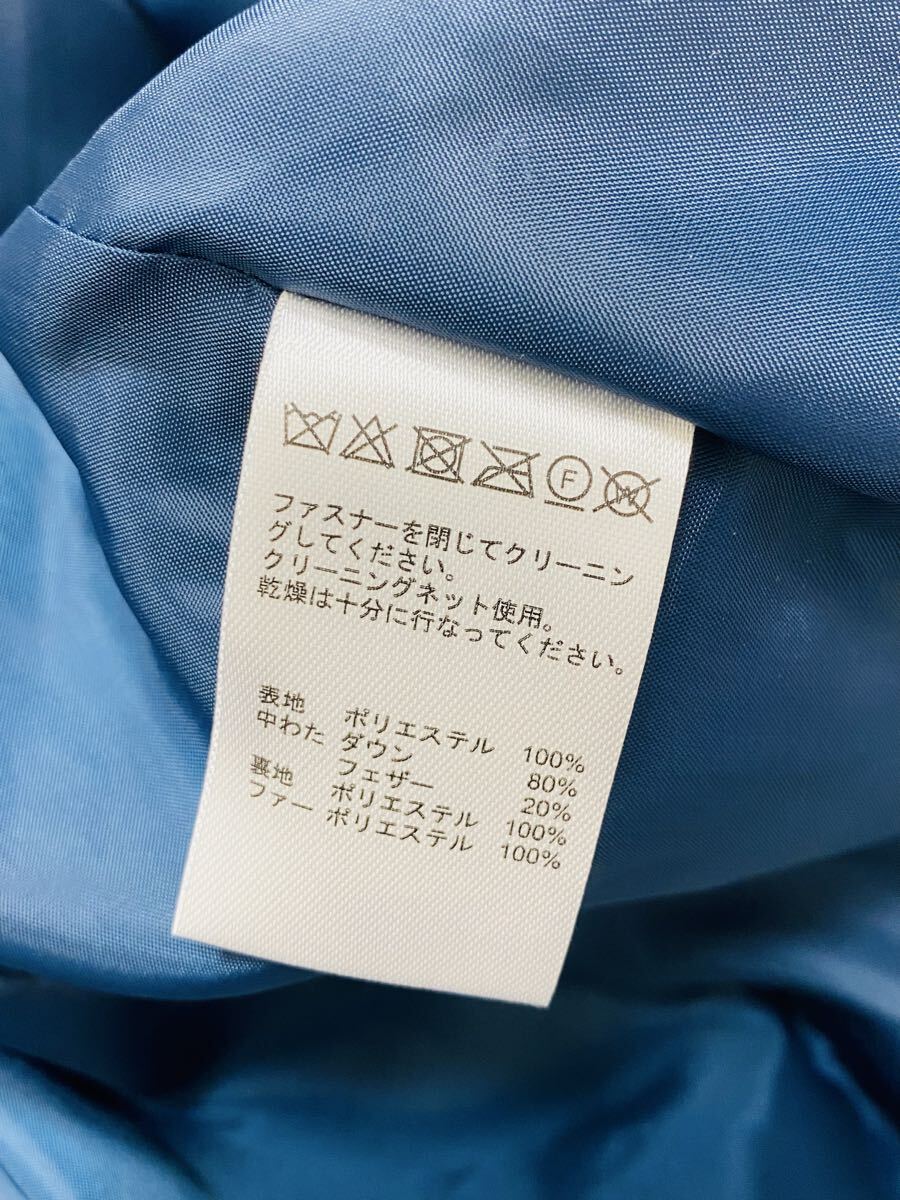 F W
ファスナーを閉じてクリーニン
グしてください。
クリーニングネット使用。
乾燥は十分に行なってください。
表地 ポリエステル 100%
中わた ダウン 80%
フェザー 20%
裏地 ポリエステル 100%
ファー ポリエステル 100%